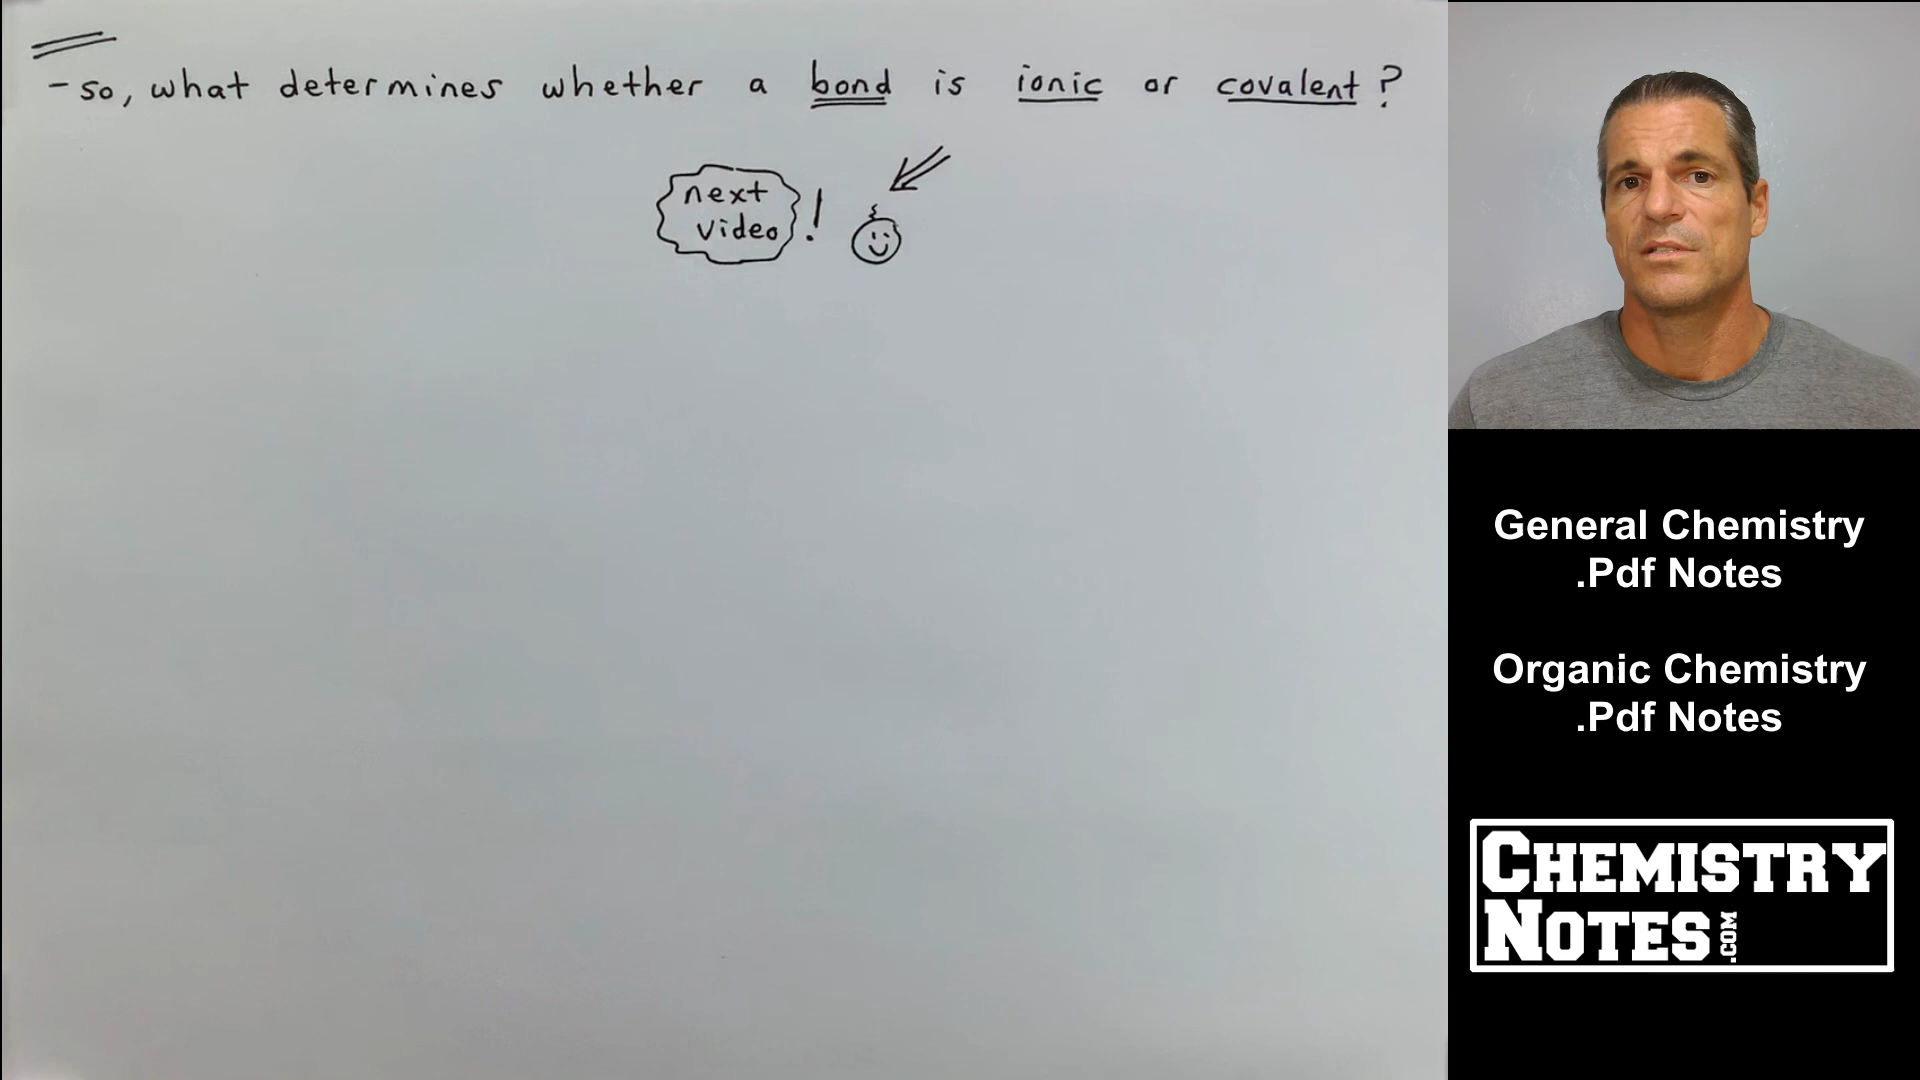 - so, what determines whether a bond is ionic or covalent?
next
video!
General Chemistry
.Pdf Notes
Organic Chemistry
.Pdf Notes
CHEMISTRY
NOTES.COM